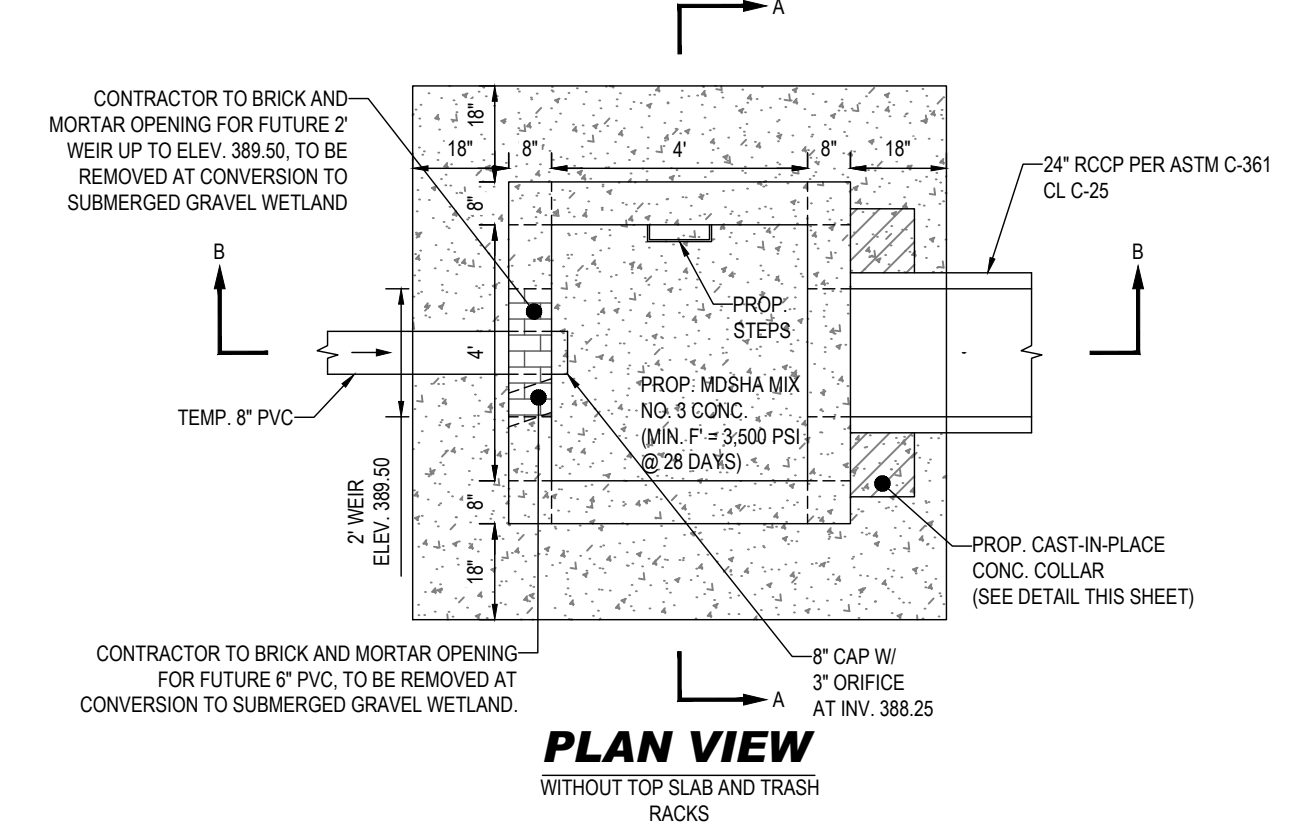 A
CONTRACTOR TO BRICK AND
MORTAR OPENING FOR FUTURE 2'
WEIR UP TO ELEV. 389.50, TO BE
REMOVED AT CONVERSION TO
SUBMERGED GRAVEL WETLAND
18"
18"
8"
4'
8"
18"
24" RCCP PER ASTM C-361
CL C-25
8"
B
B
PROP.
STEPS
4'
TEMP. 8" PVC
PROP. MDSHA MIX
NO. 3 CONC.
(MIN. F' = 3,500 PSI
@ 28 DAYS)
2' WEIR
ELEV. 389.50
8"
18"
PROP. CAST-IN-PLACE
CONC. COLLAR
(SEE DETAIL THIS SHEET)
CONTRACTOR TO BRICK AND MORTAR OPENING
FOR FUTURE 6" PVC, TO BE REMOVED AT
CONVERSION TO SUBMERGED GRAVEL WETLAND.
8" CAP W/
3" ORIFICE
AT INV. 388.25
A
PLAN VIEW
WITHOUT TOP SLAB AND TRASH
RACKS